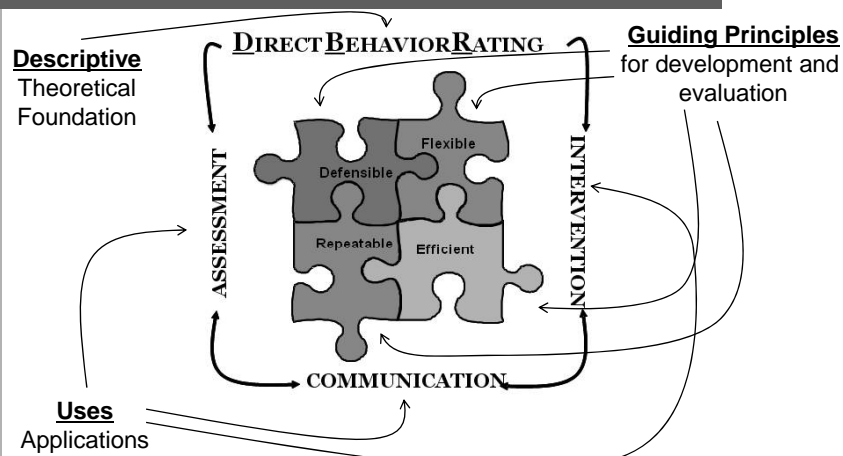 DIRECT BEHAVIOR RATING
Descriptive
Theoretical
Foundation
Guiding Principles
for development and
evaluation
Flexible
Defensible
Repeatable
Efficient
ASSESSMENT
INTERVENTION
COMMUNICATION
Uses
Applications